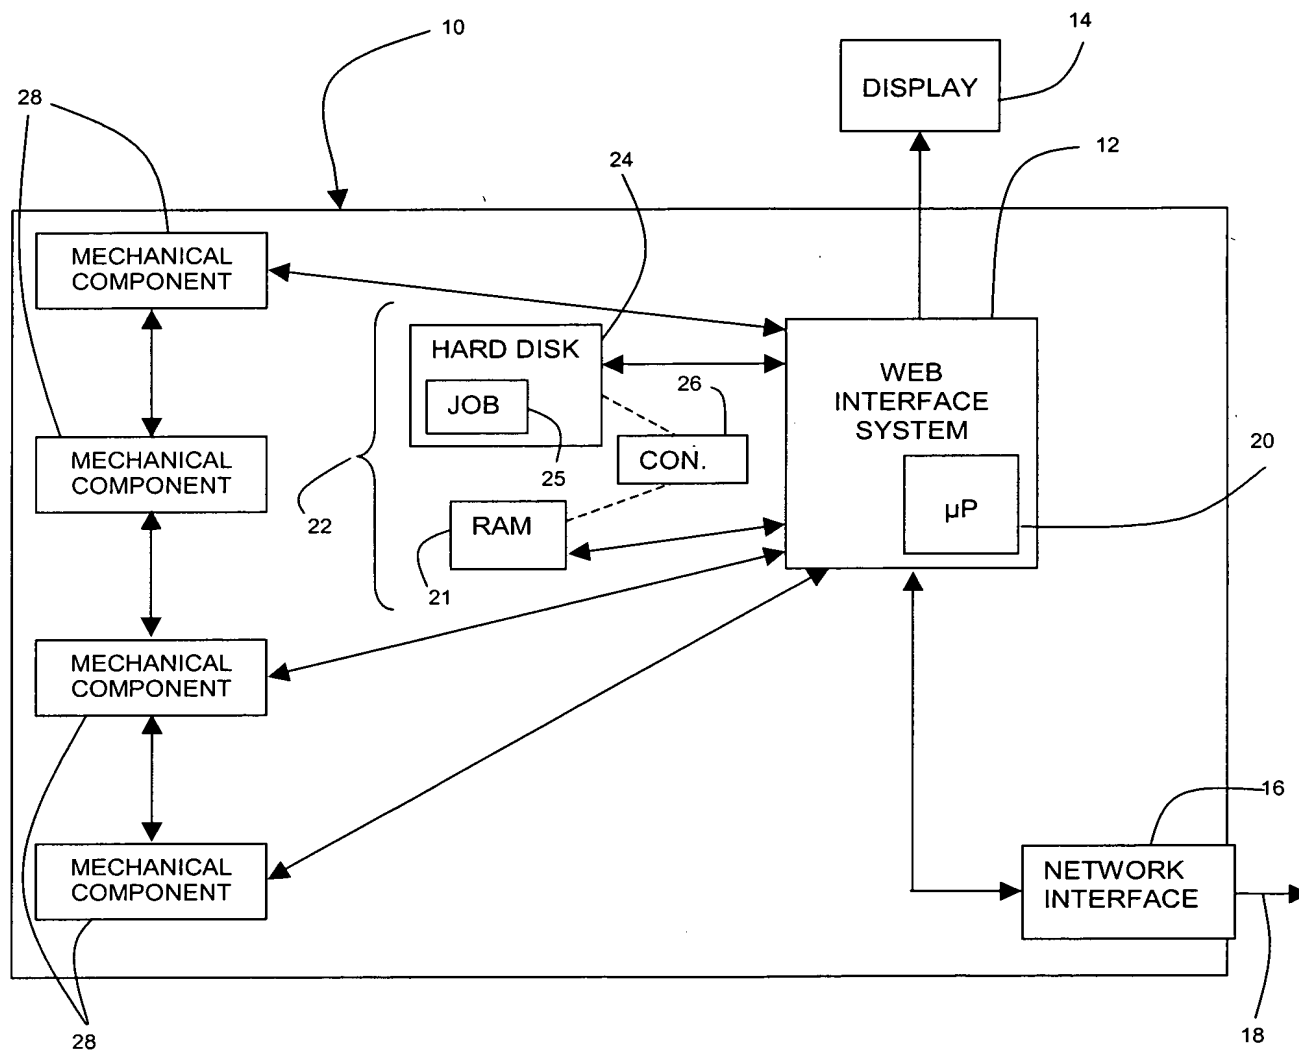 10
14
DISPLAY
28
12
24
MECHANICAL
COMPONENT
HARD DISK
JOB
26
WEB
INTERFACE
SYSTEM
CON.
25
20
µP
MECHANICAL
COMPONENT
22
RAM
21
MECHANICAL
COMPONENT
16
MECHANICAL
COMPONENT
NETWORK
INTERFACE
28
18